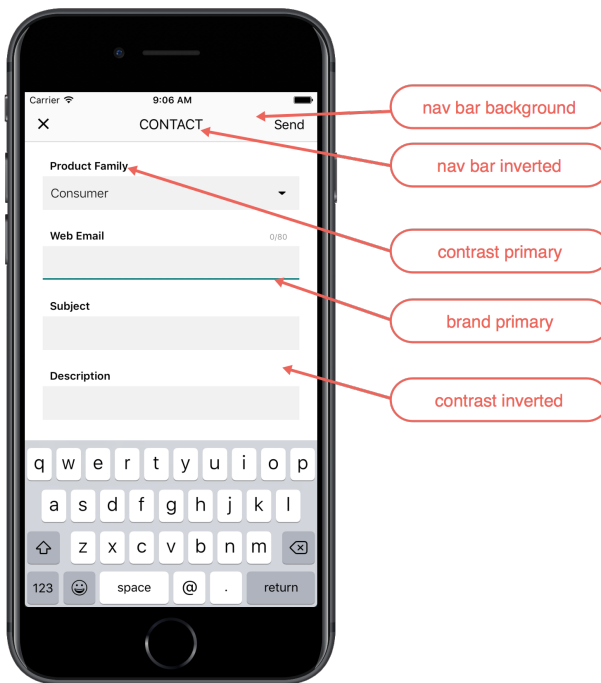 Carrier 9:06 AM
CONTACT Send
nav bar background
nav bar inverted
Product Family
Consumer
Web Email 0/80
contrast primary
Subject
brand primary
Description
contrast inverted
q w e r t y u i o p
a s d f g h j k l
z x c v b n m
123 space @ . return